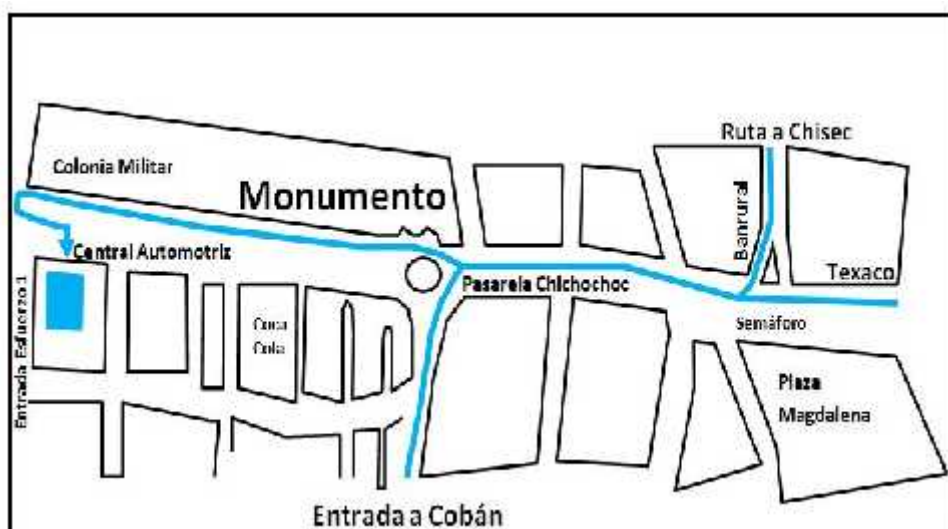 Ruta a Chisec
Colonia Militar
Monumento
Banrural
Central Automotriz
Texaco
Pasarela Chichochoc
Entrada Esfuerzo 1
Coca
Cola
Semáforo
Plaza
Magdalena
Entrada a Cobán